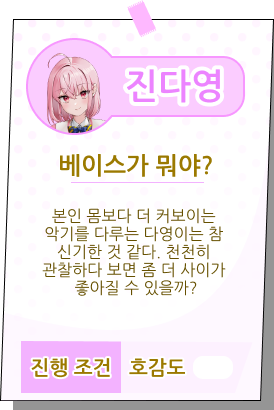 진다영
베이스가 뭐야?
본인 몸보다 더 커보이는
악기를 다루는 다영이는 참
신기한 것 같다. 천천히
관찰하다 보면 좀 더 사이가
좋아질 수 있을까?
진행 조건 호감도